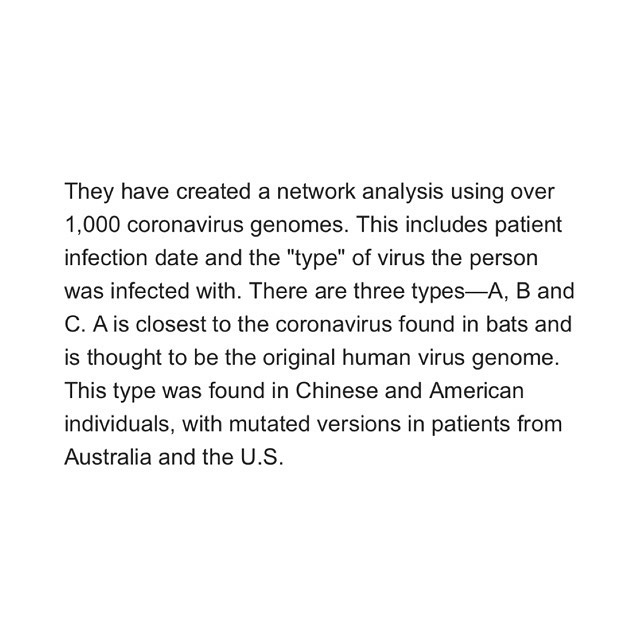 They have created a network analysis using over
1,000 coronavirus genomes. This includes patient
infection date and the "type" of virus the person
was infected with. There are three types—A, B and
C. A is closest to the coronavirus found in bats and
is thought to be the original human virus genome.
This type was found in Chinese and American
individuals, with mutated versions in patients from
Australia and the U.S.